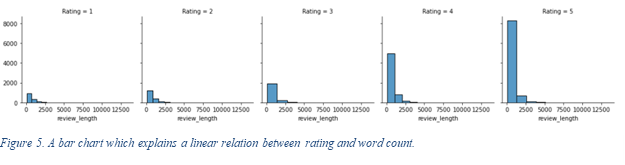 Rating = 1 Rating = 2 Rating = 3 Rating = 4 Rating = 5
8000
6000
4000
2000
0
0 2500 5000 7500 10000 12500 0 2500 5000 7500 10000 12500 0 2500 5000 7500 10000 12500 0 2500 5000 7500 10000 12500 0 2500 5000 7500 10000 12500
review_length review_length review_length review_length review_length
Figure 5. A bar chart which explains a linear relation between rating and word count.